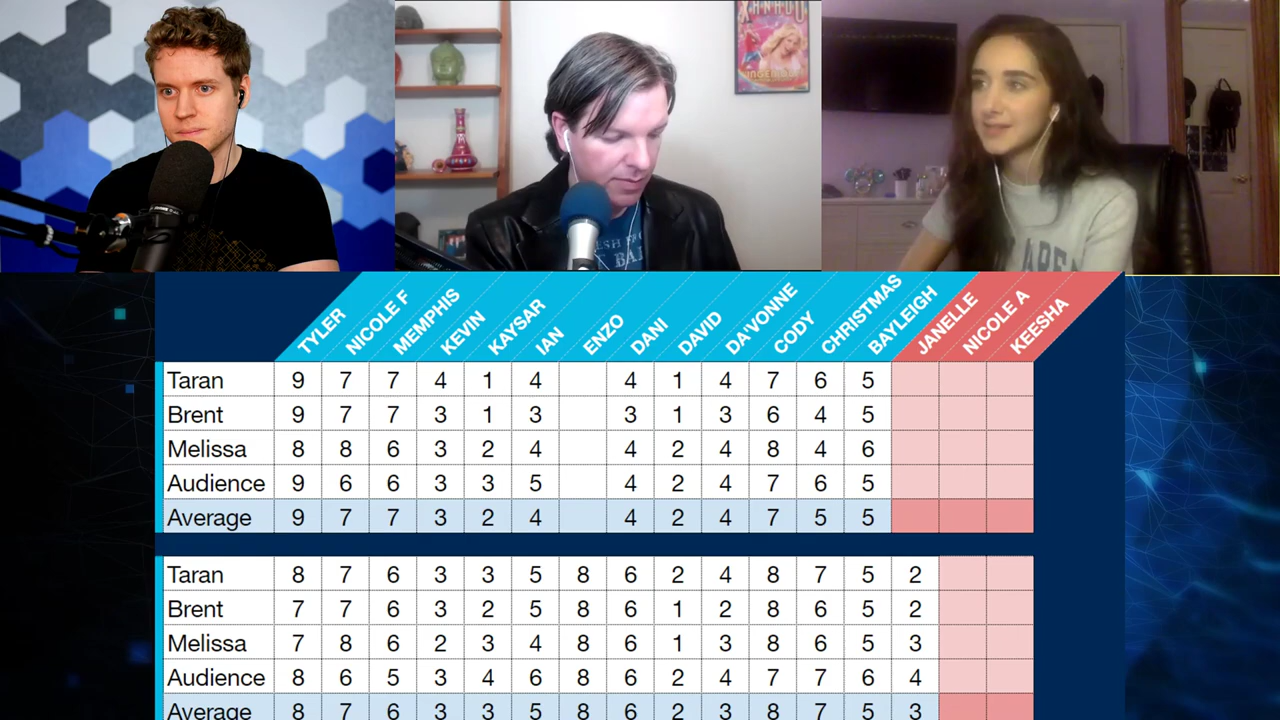 XANADU
TYLER
NICOLE F
MEMPHIS
KEVIN
KAYSAR
IAN
ENZO
DANI
DAVID
DA'VONNE
CODY
CHRISTMAS
BAYLEIGH
JANELLE
NICOLE A
KEESHA
Taran 9 7 7 4 1 4 4 1 4 7 6 5
Brent 9 7 7 3 1 3 3 1 3 6 4 5
Melissa 8 8 6 3 2 4 4 2 4 8 4 6
Audience 9 6 6 3 3 5 4 2 4 7 6 5
Average 9 7 7 3 2 4 4 2 4 7 5 5
Taran 8 7 6 3 3 5 8 6 2 4 8 7 5 2
Brent 7 7 6 3 2 5 8 6 1 2 8 6 5 2
Melissa 7 8 6 2 3 4 8 6 1 3 8 6 5 3
Audience 8 6 5 3 4 6 8 6 2 4 7 7 6 4
Average 8 7 6 3 3 5 8 6 2 3 8 7 5 3